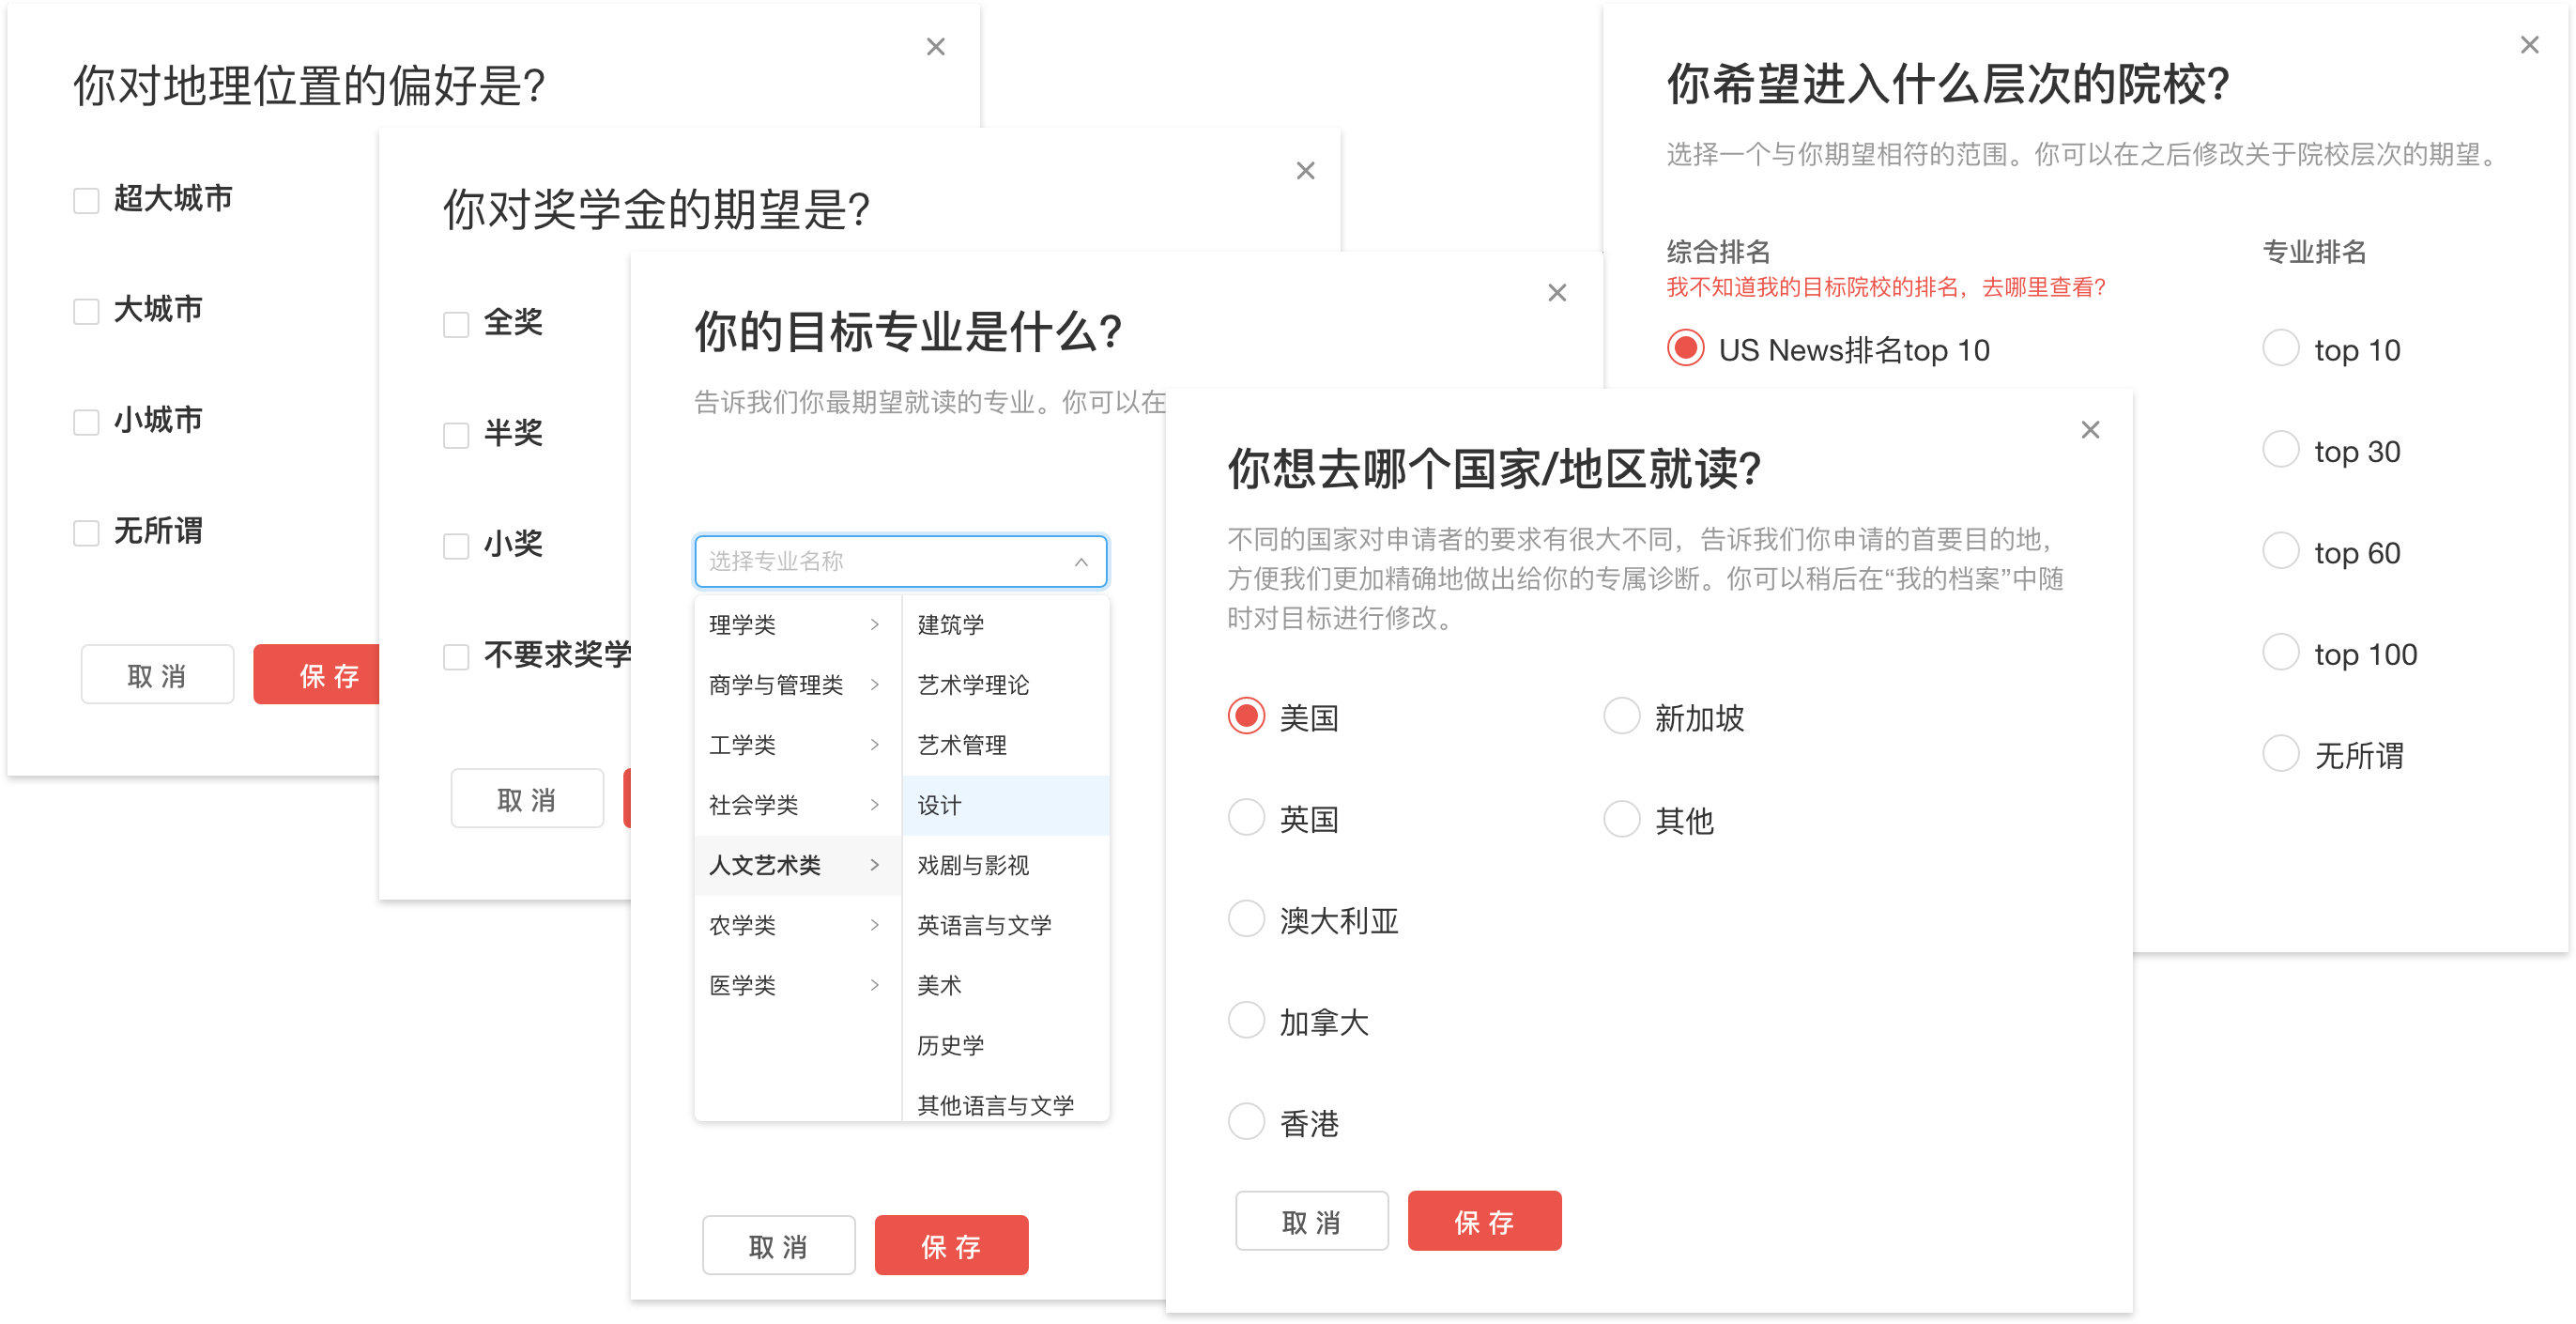 你对地理位置的偏好是?
超大城市
大城市
小城市
无所谓
取 消
保 存
你对奖学金的期望是?
全奖
半奖
小奖
不要求奖学
取 消
你的目标专业是什么?
告诉我们你最期望就读的专业。你可以在
选择专业名称
理学类
商学与管理类
工学类
社会学类
人文艺术类
农学类
医学类
建筑学
艺术学理论
艺术管理
设计
戏剧与影视
英语言与文学
美术
历史学
其他语言与文学
取 消
保 存
你想去哪个国家/地区就读?
不同的国家对申请者的要求有很大不同，告诉我们你申请的首要目的地，
方便我们更加精确地做出给你的专属诊断。你可以稍后在“我的档案”中随
时对目标进行修改。
美国
英国
澳大利亚
加拿大
香港
新加坡
其他
取 消
保 存
你希望进入什么层次的院校?
选择一个与你期望相符的范围。你可以在之后修改关于院校层次的期望。
综合排名
我不知道我的目标院校的排名，去哪里查看?
US News排名top 10
专业排名
top 10
top 30
top 60
top 100
无所谓